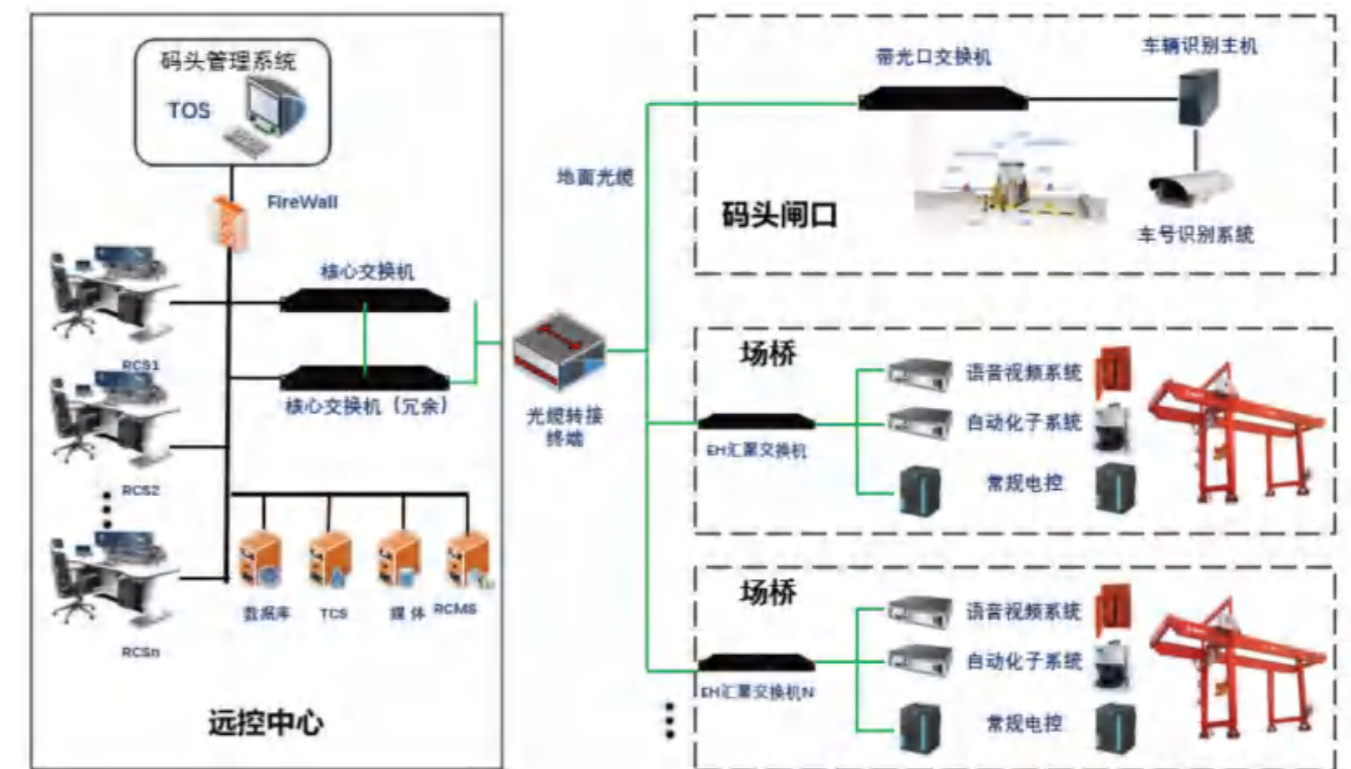 码头管理系统
TOS
FireWall
核心交换机
核心交换机（冗余）
RCS1
RCS2
RCSn
数据库
TCS
媒体
RCMS
远控中心
光缆转接
终端
地面光缆
带光口交换机
车辆识别主机
码头闸口
车号识别系统
场桥
语音视频系统
自动化子系统
常规电控
EH汇聚交换机
场桥
语音视频系统
自动化子系统
常规电控
EH汇聚交换机N